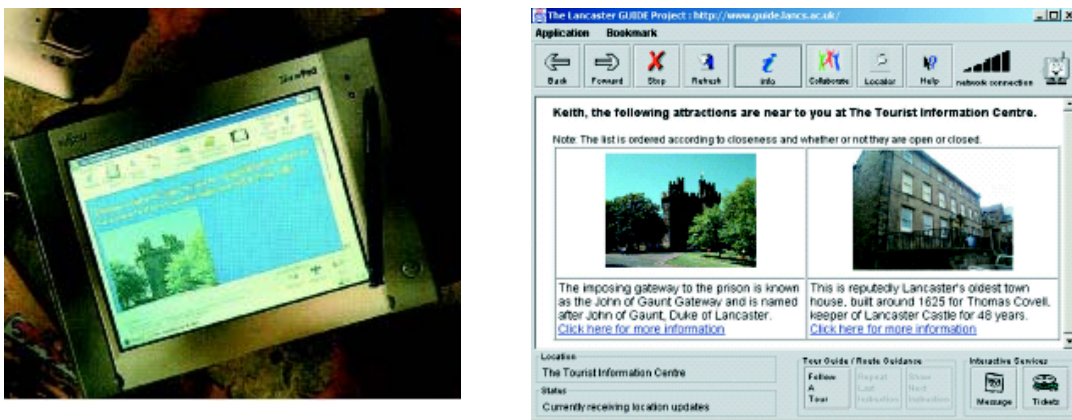 The Lancaster GUIDE Project : http://www.guide.lancs.ac.uk/
Application Bookmark
Back Forward Stop Refresh Info Collaborate Locator Help network connection
Keith, the following attractions are near to you at The Tourist Information Centre.
Note: The list is ordered according to closeness and whether or not they are open or closed.
The imposing gateway to the prison is known
as the John of Gaunt Gateway and is named
after John of Gaunt, Duke of Lancaster.
Click here for more information
This is reputedly Lancaster's oldest town
house, built around 1625 for Thomas Covell,
keeper of Lancaster Castle for 48 years.
Click here for more information
Location
The Tourist Information Centre
Status
Currently receiving location updates
Tour Guide / Route Guidance
Follow
A
Tour
Repeat
Last
Instruction
Show
Next
Instruction
Interactive Services
Message Tickets